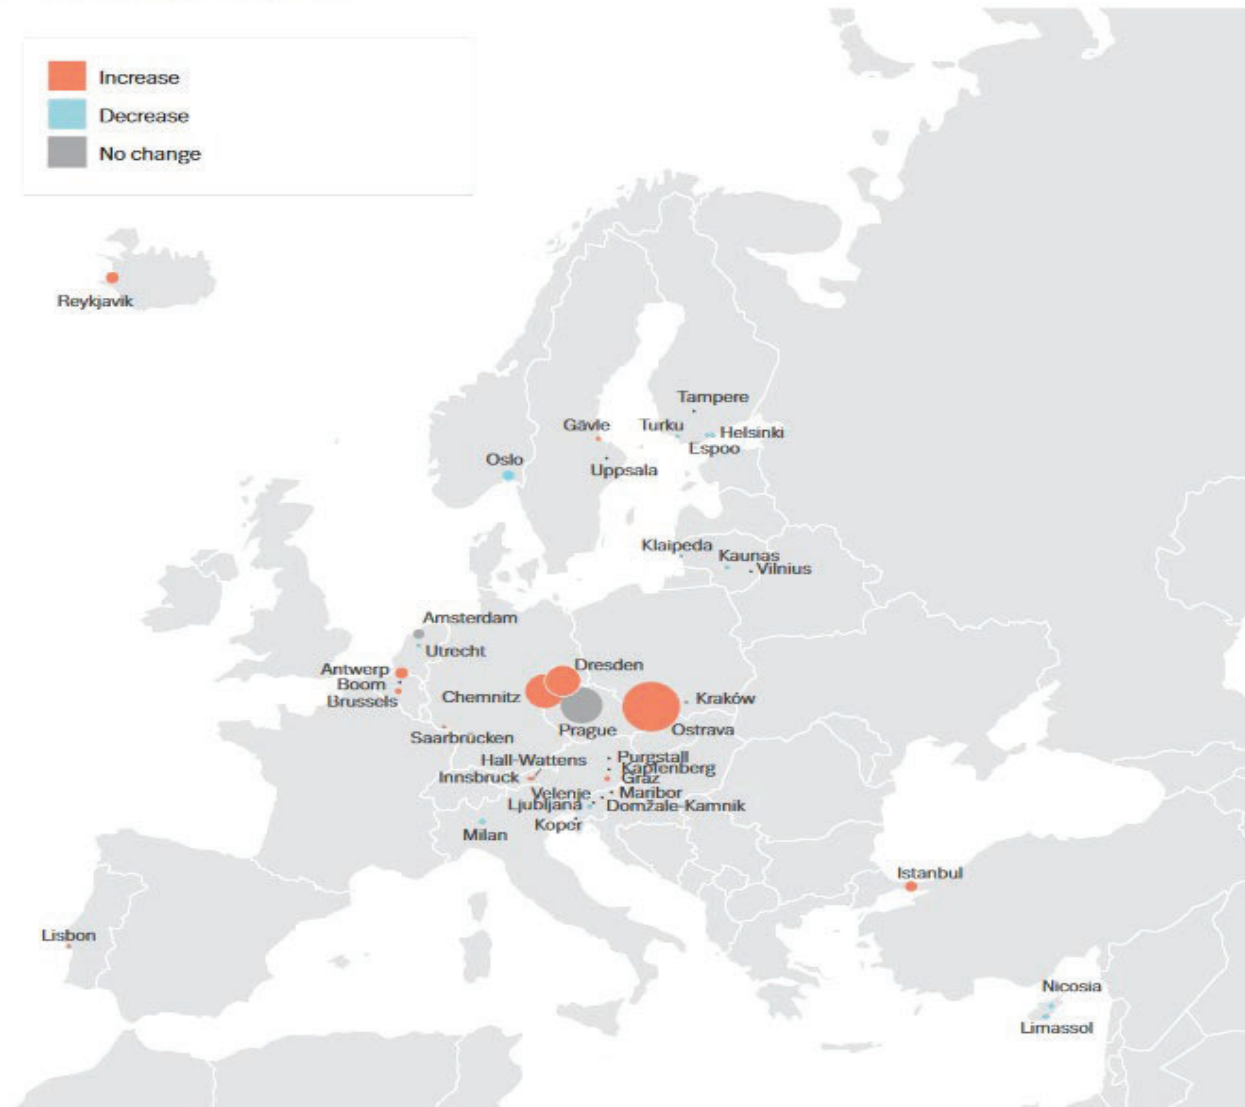 Increase
Decrease
No change
Reykjavik
Tampere
Gävle
Turku
Helsinki
Espoo
Oslo
Uppsala
Klaipeda
Kaunas
Vilnius
Amsterdam
Utrecht
Antwerp
Boom
Brussels
Dresden
Chemnitz
Kraków
Prague
Ostrava
Saarbrücken
Hall-Wattens
Purgstall
Kapfenberg
Innsbruck
Graz
Velenje
Maribor
Ljubljana
Domžale-Kamnik
Koper
Milan
Istanbul
Lisbon
Nicosia
Limassol